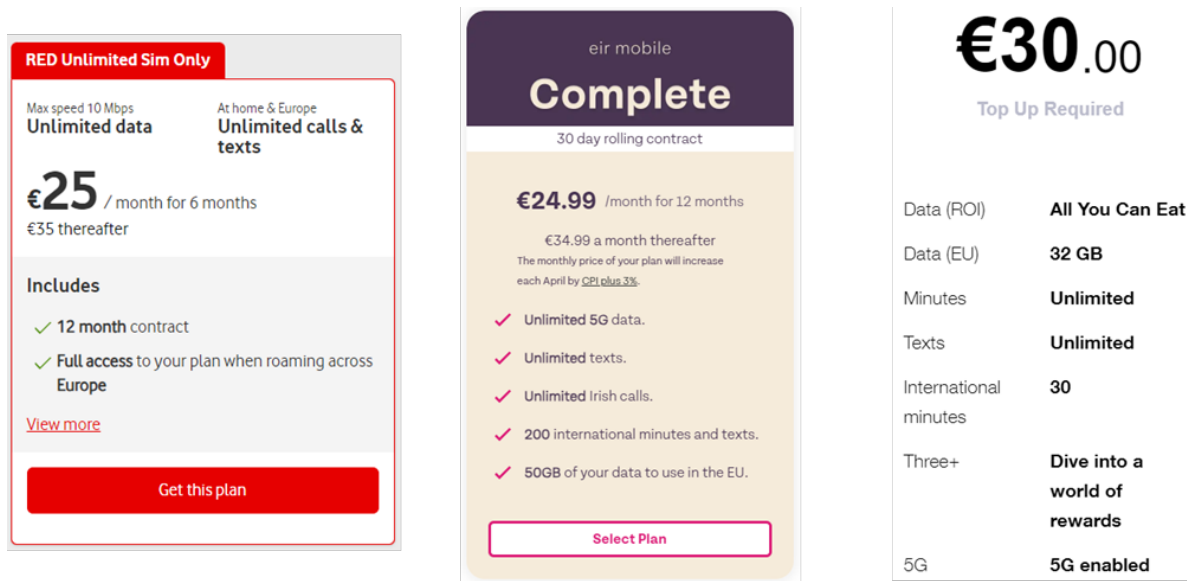 RED Unlimited Sim Only
Max speed 10 Mbps
Unlimited data
At home & Europe
Unlimited calls &
texts
€25 / month for 6 months
€35 thereafter
Includes
12 month contract
Full access to your plan when roaming across
Europe
View more
Get this plan
eir mobile
Complete
30 day rolling contract
€24.99 /month for 12 months
€34.99 a month thereafter
The monthly price of your plan will increase
each April by CPI plus 3%.
Unlimited 5G data.
Unlimited texts.
Unlimited Irish calls.
200 international minutes and texts.
50GB of your data to use in the EU.
Select Plan
€30.00
Top Up Required
Data (ROI) All You Can Eat
Data (EU) 32 GB
Minutes Unlimited
Texts Unlimited
International 30
minutes
Three+ Dive into a
world of
rewards
5G 5G enabled